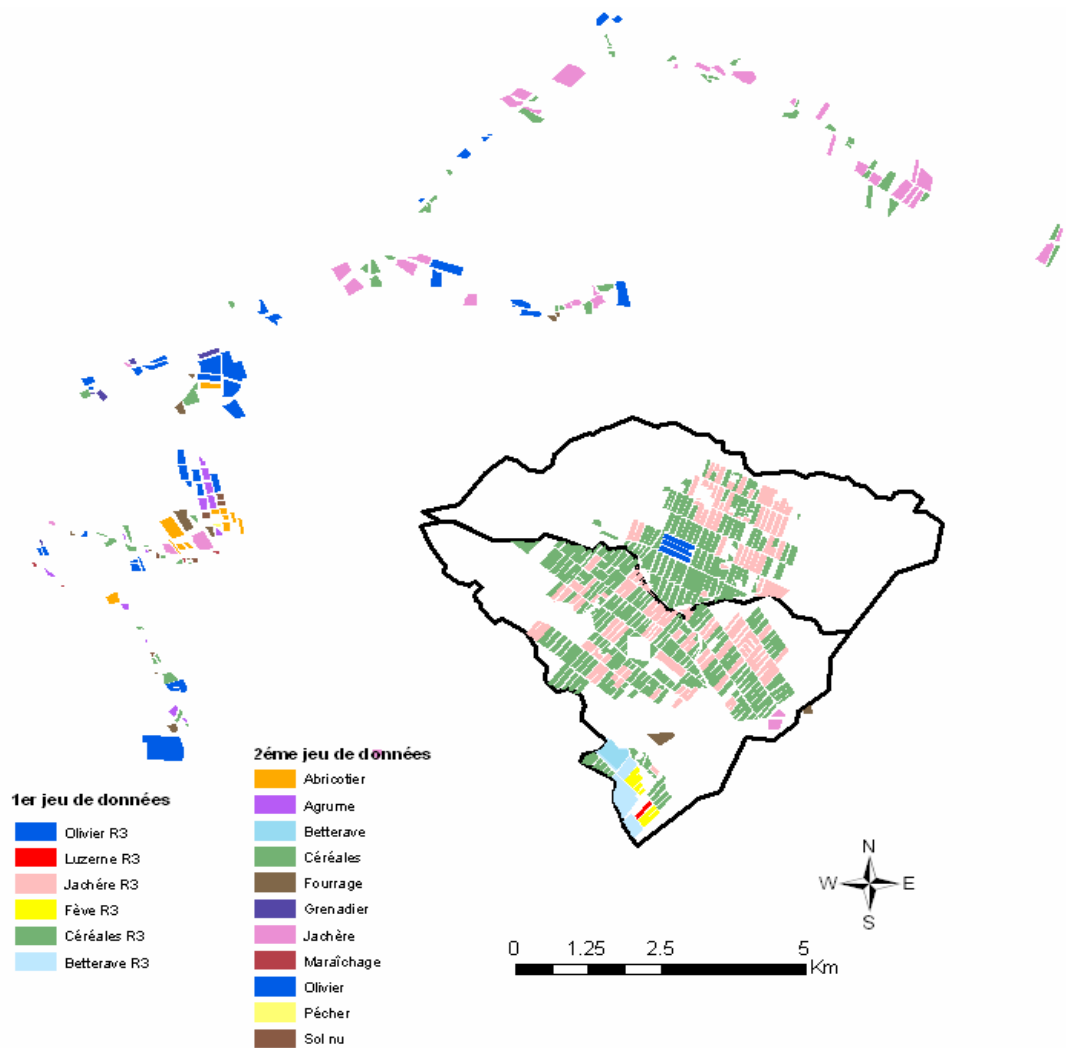 1er jeu de données
Olivier R3
Luzerne R3
Jachére R3
Fève R3
Céréales R3
Betterave R3
2éme jeu de données
Abricotier
Agrume
Betterave
Céréales
Fourrage
Grenadier
Jachère
Maraîchage
Olivier
Pécher
Sol nu
N
W E
S
0 1.25 2.5 5
Km